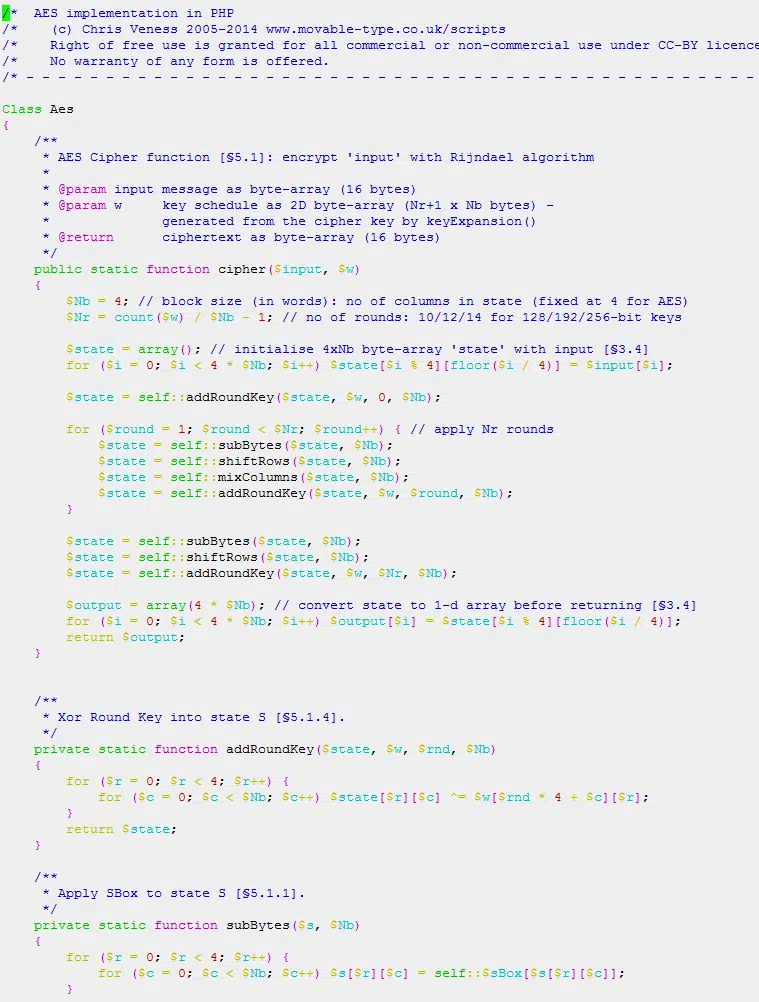 /*  AES implementation in PHP
/*    (c) Chris Veness 2005-2014 www.movable-type.co.uk/scripts
/*    Right of free use is granted for all commercial or non-commercial use under CC-BY licence
/*    No warranty of any form is offered.
/* - - - - - - - - - - - - - - - - - - - - - - - - - - - - - - - - - - - - - - - - - - - - - -
Class Aes
{
    /**
     * AES Cipher function [§5.1]: encrypt 'input' with Rijndael algorithm
     *
     * @param input message as byte-array (16 bytes)
     * @param w     key schedule as 2D byte-array (Nr+1 x Nb bytes) -
     *              generated from the cipher key by keyExpansion()
     * @return      ciphertext as byte-array (16 bytes)
     */
    public static function cipher($input, $w)
    {
        $Nb = 4; // block size (in words): no of columns in state (fixed at 4 for AES)
        $Nr = count($w) / $Nb - 1; // no of rounds: 10/12/14 for 128/192/256-bit keys
        $state = array(); // initialise 4xNb byte-array 'state' with input [§3.4]
        for ($i = 0; $i < 4 * $Nb; $i++) $state[$i % 4][floor($i / 4)] = $input[$i];
        $state = self::addRoundKey($state, $w, 0, $Nb);
        for ($round = 1; $round < $Nr; $round++) { // apply Nr rounds
            $state = self::subBytes($state, $Nb);
            $state = self::shiftRows($state, $Nb);
            $state = self::mixColumns($state, $Nb);
            $state = self::addRoundKey($state, $w, $round, $Nb);
        }
        $state = self::subBytes($state, $Nb);
        $state = self::shiftRows($state, $Nb);
        $state = self::addRoundKey($state, $w, $Nr, $Nb);
        $output = array(4 * $Nb); // convert state to 1-d array before returning [§3.4]
        for ($i = 0; $i < 4 * $Nb; $i++) $output[$i] = $state[$i % 4][floor($i / 4)];
        return $output;
    }
    /**
     * Xor Round Key into state S [§5.1.4].
     */
    private static function addRoundKey($state, $w, $rnd, $Nb)
    {
        for ($r = 0; $r < 4; $r++) {
            for ($c = 0; $c < $Nb; $c++) $state[$r][$c] ^= $w[$rnd * 4 + $c][$r];
        }
        return $state;
    }
    /**
     * Apply SBox to state S [§5.1.1].
     */
    private static function subBytes($s, $Nb)
    {
        for ($r = 0; $r < 4; $r++) {
            for ($c = 0; $c < $Nb; $c++) $s[$r][$c] = self::$sBox[$s[$r][$c]];
        }